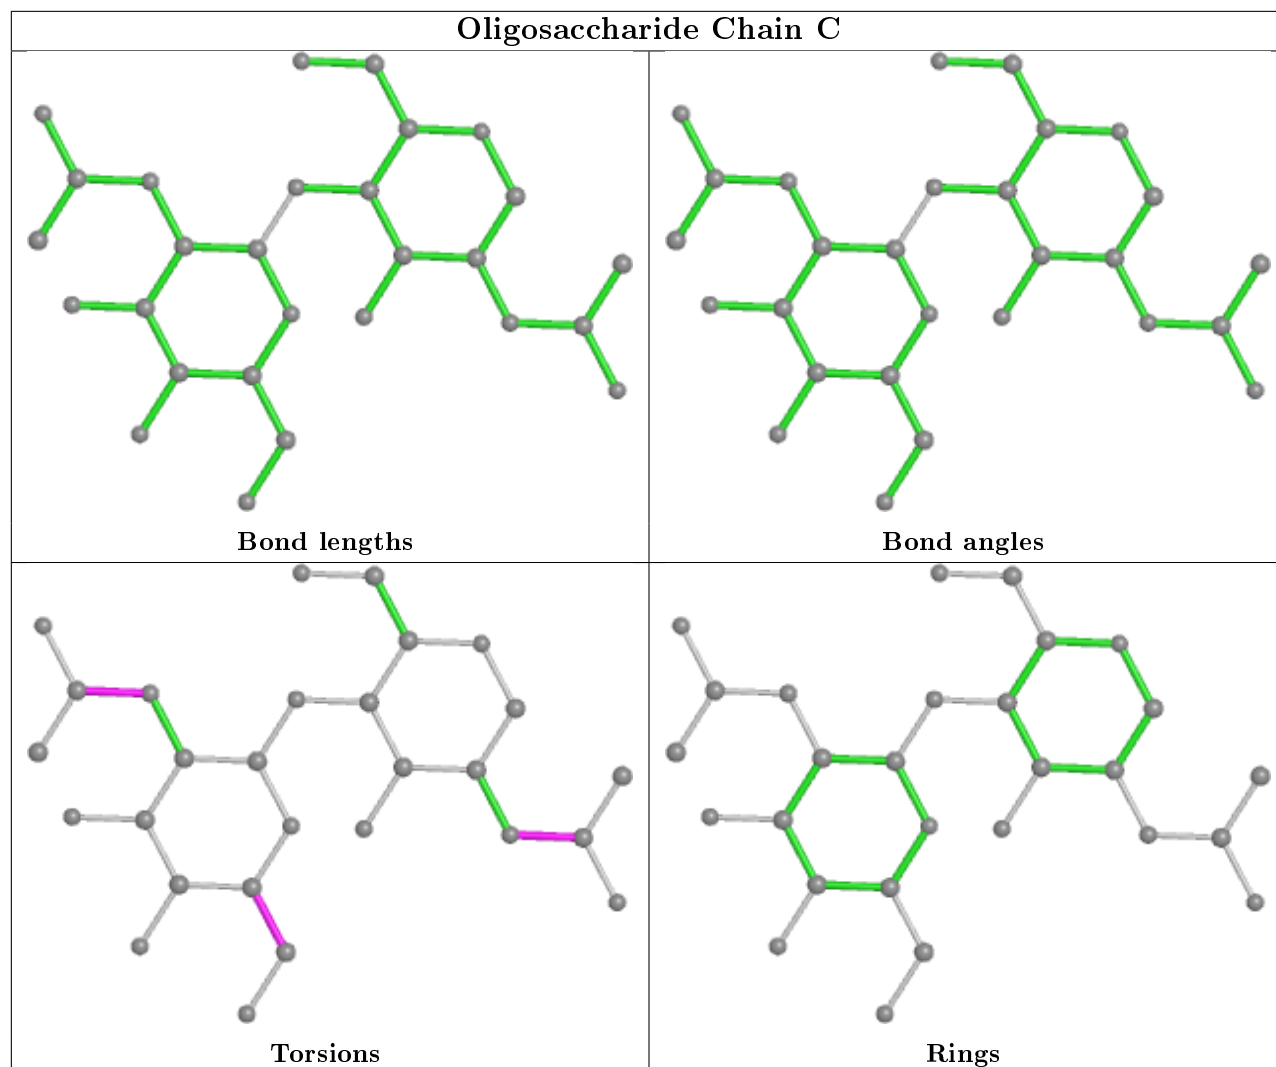 Oligosaccharide Chain C
Bond lengths
Bond angles
Torsions
Rings